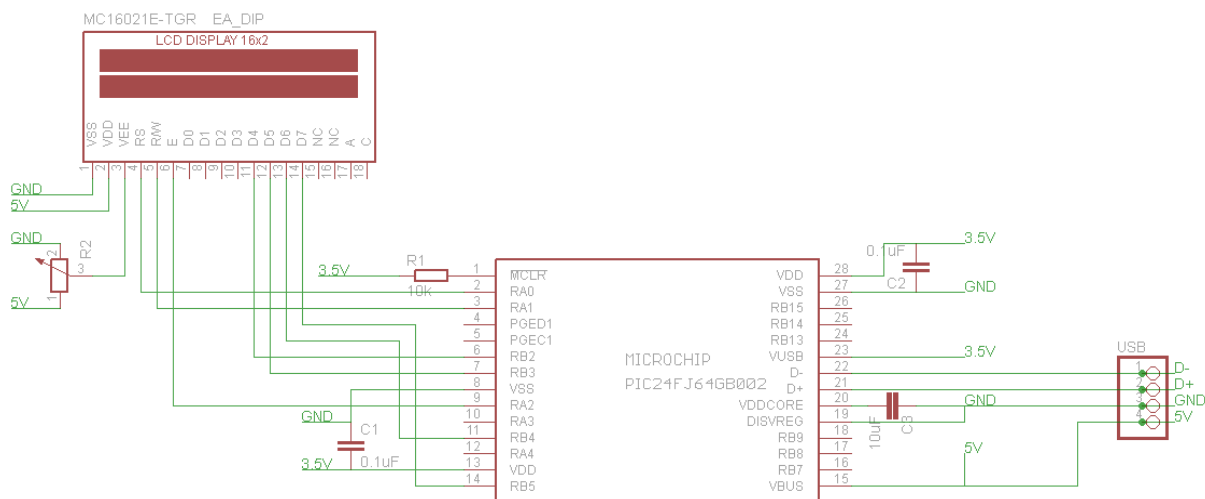 MC16021E-TGR EA_DIP
LCD DISPLAY 16x2
VSS VDD VEE RS R/W E D0 D1 D2 D3 D4 D5 D6 D7 NC NC A C
1 2 3 4 5 6 7 8 9 10 11 12 13 14 15 16 17 18
GND
5V
GND
2
R2
3
1
5V
3.5V
R1
10k
1 MCLR
2 RA0
3 RA1
4 PGED1
5 PGEC1
6 RB2
7 RB3
8 VSS
9 RA2
10 RA3
11 RB4
12 RA4
13 VDD
14 RB5
GND
C1
0.1uF
3.5V
MICROCHIP
PIC24FJ64GB002
VDD 28
VSS 27
RB15 26
RB14 25
RB13 24
VUSB 23
D- 22
D+ 21
VDDCORE 20
DISVREG 19
RB9 18
RB8 17
RB7 16
VBUS 15
3.5V
0.1uF
C2
GND
3.5V
GND
10uF
C3
5V
USB
1 D-
2 D+
3 GND
4 5V